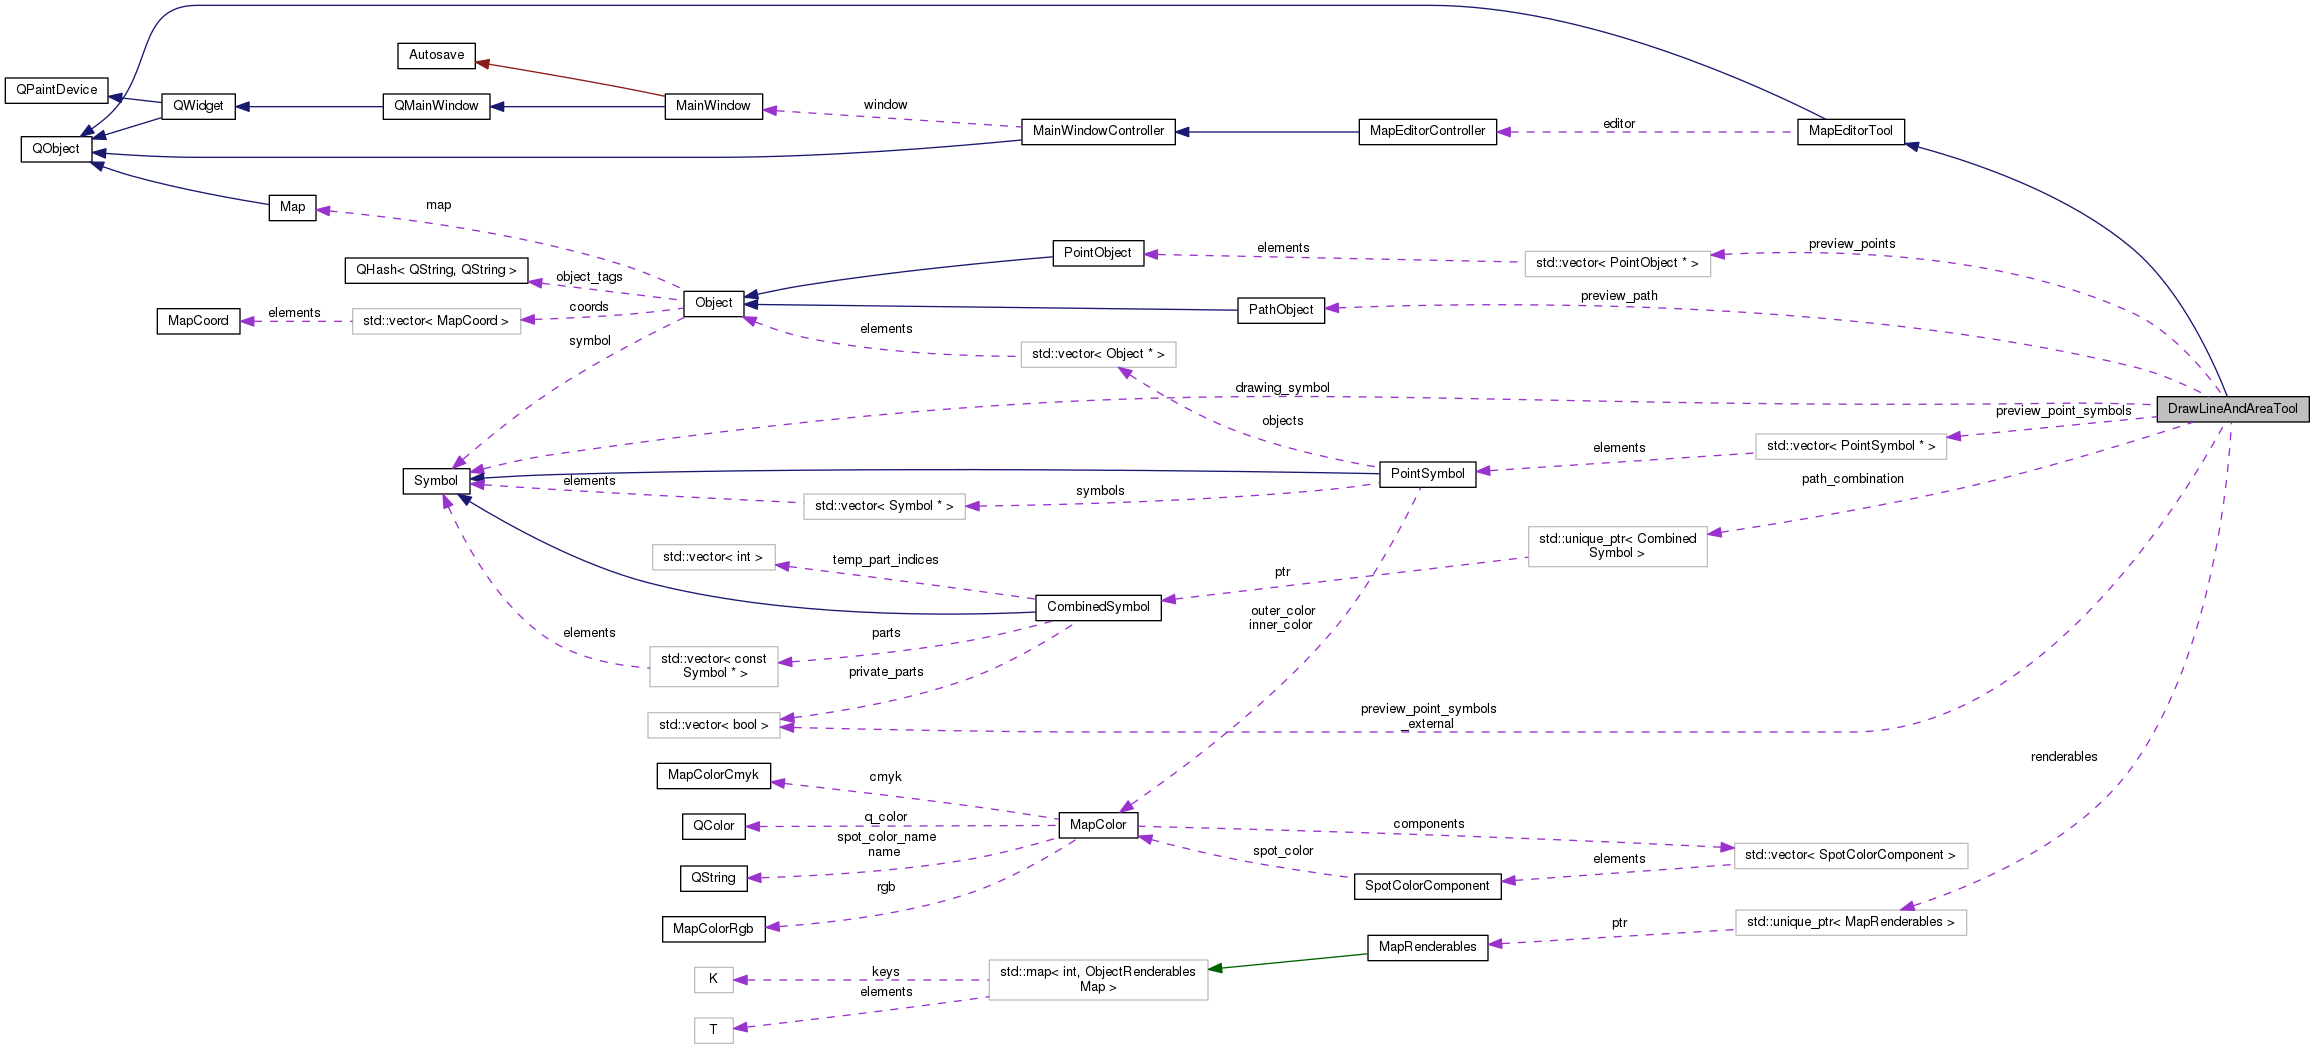 Autosave
QPaintDevice
QWidget
QMainWindow
MainWindow
window
MainWindowController
MapEditorController
editor
MapEditorTool
QObject
Map
map
PointObject
elements
std::vector< PointObject * >
preview_points
QHash< QString, QString >
object_tags
Object
PathObject
preview_path
MapCoord
elements
std::vector< MapCoord >
coords
symbol
elements
std::vector< Object * >
drawing_symbol
objects
DrawLineAndAreaTool
preview_point_symbols
std::vector< PointSymbol * >
elements
PointSymbol
Symbol
elements
std::vector< Symbol * >
symbols
path_combination
std::unique_ptr< Combined
Symbol >
std::vector< int >
temp_part_indices
ptr
CombinedSymbol
outer_color
inner_color
elements
parts
std::vector< const
Symbol * >
private_parts
std::vector< bool >
preview_point_symbols
_external
renderables
MapColorCmyk
cmyk
QColor
q_color
MapColor
components
spot_color_name
name
spot_color
elements
std::vector< SpotColorComponent >
QString
rgb
SpotColorComponent
MapColorRgb
std::unique_ptr< MapRenderables >
ptr
MapRenderables
K
keys
std::map< int, ObjectRenderables
Map >
elements
T